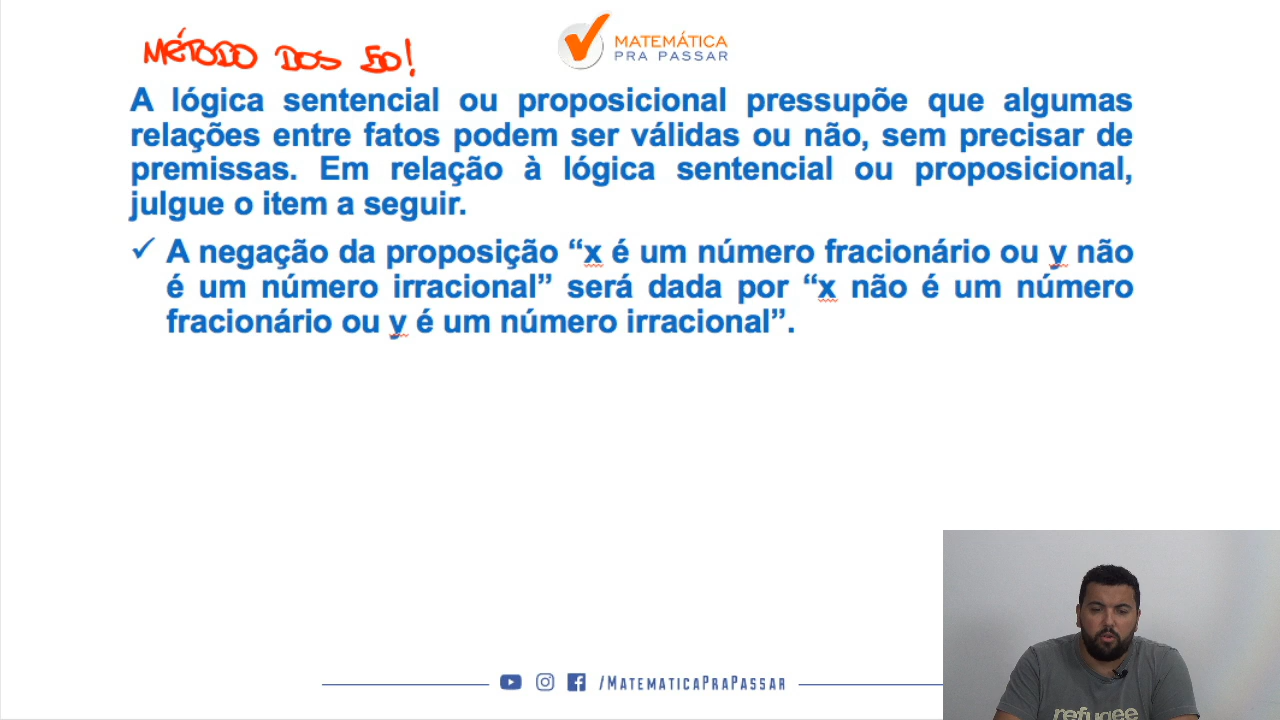 MÉTODO DOS 50!
MATEMÁTICA
PRA PASSAR
A lógica sentencial ou proposicional pressupõe que algumas
relações entre fatos podem ser válidas ou não, sem precisar de
premissas. Em relação à lógica sentencial ou proposicional,
julgue o item a seguir.
✓ A negação da proposição “x é um número fracionário ou y não
é um número irracional” será dada por “x não é um número
fracionário ou y é um número irracional”.
/MATEMATICAPRAPASSAR
refugee